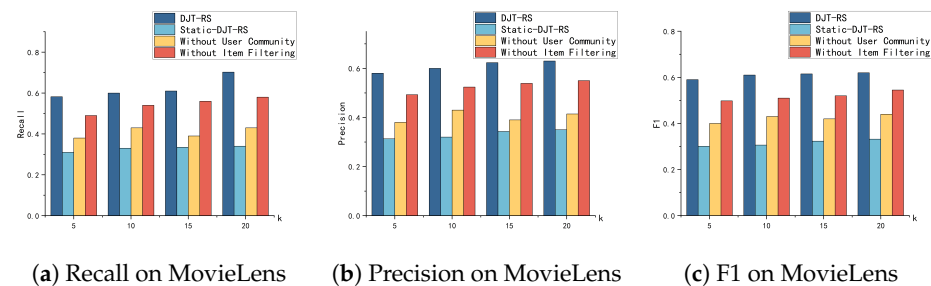 DJT-RS
Static-DJT-RS
Without User Community
Without Item Filtering
0.8
0.6
0.4
0.2
0.0
Recall
5 10 15 20 k
DJT-RS
Static-DJT-RS
Without User Community
Without Item Filtering
0.6
0.4
0.2
0.0
Precision
5 10 15 20 k
DJT-RS
Static-DJT-RS
Without User Community
Without Item Filtering
0.8
0.6
0.4
0.2
0.0
F1
5 10 15 20 k
(a) Recall on MovieLens (b) Precision on MovieLens (c) F1 on MovieLens